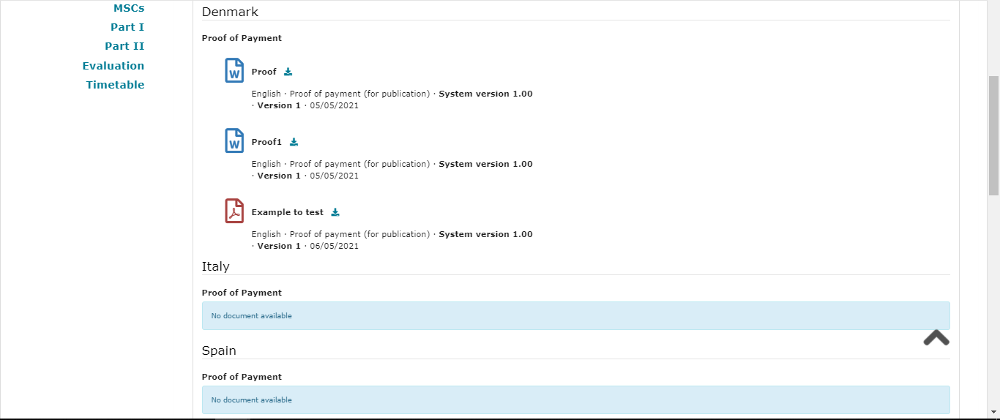 MSCs
Part I
Part II
Evaluation
Timetable
Denmark
Proof of Payment
Proof
English · Proof of payment (for publication) · System version 1.00
· Version 1 · 05/05/2021
Proof1
English · Proof of payment (for publication) · System version 1.00
· Version 1 · 05/05/2021
Example to test
English · Proof of payment (for publication) · System version 1.00
· Version 1 · 06/05/2021
Italy
Proof of Payment
No document available
Spain
Proof of Payment
No document available